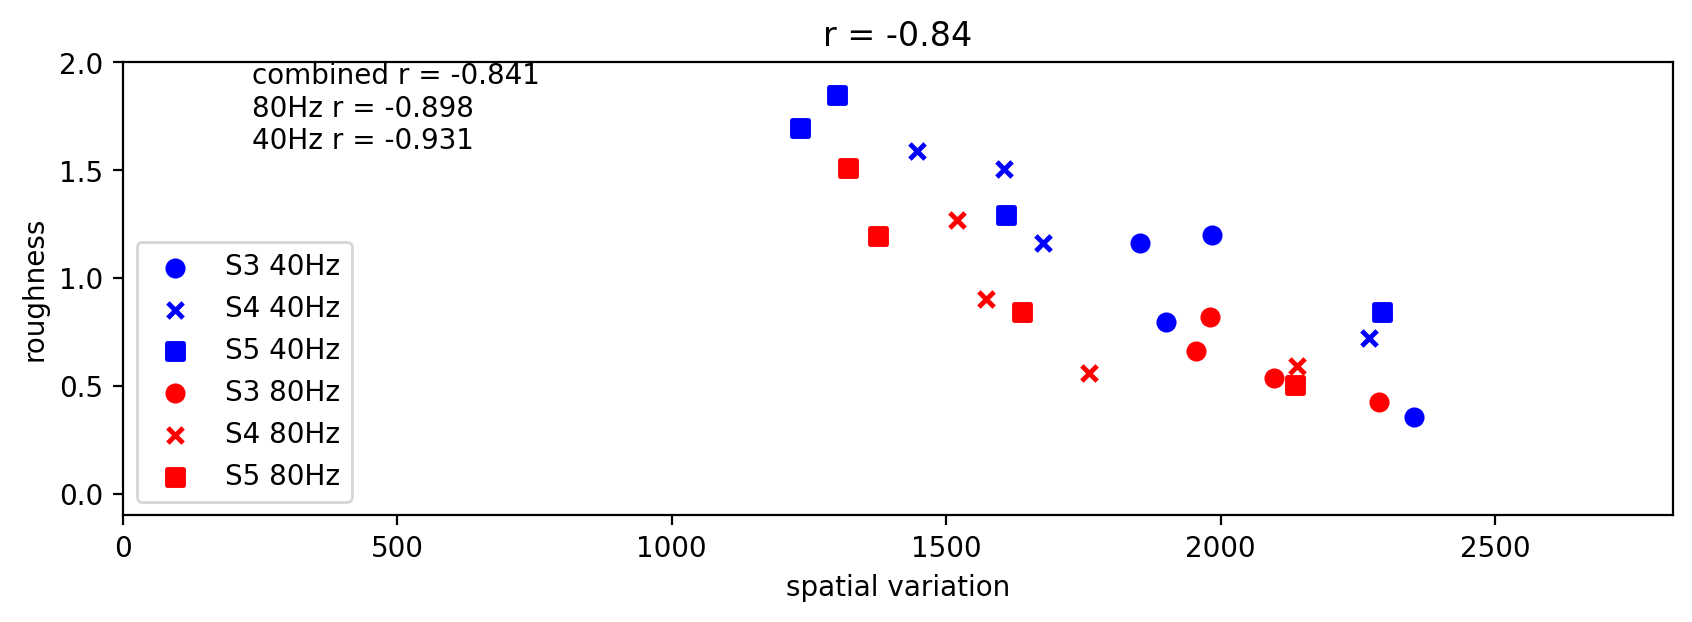 r = -0.84
combined r = -0.841
80Hz r = -0.898
40Hz r = -0.931
2.0
1.5
1.0
0.5
0.0
roughness
S3 40Hz
S4 40Hz
S5 40Hz
S3 80Hz
S4 80Hz
S5 80Hz
0 500 1000 1500 2000 2500
spatial variation